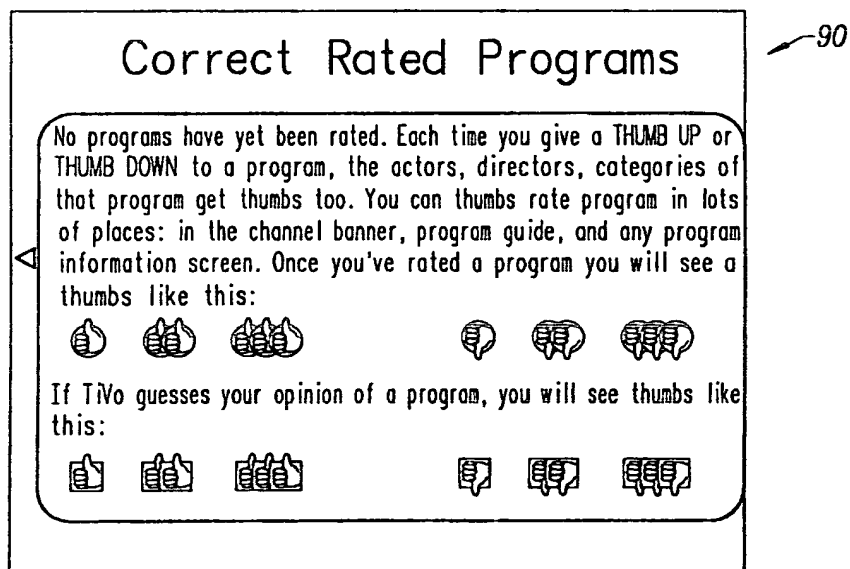 Correct Rated Programs
90
No programs have yet been rated. Each time you give a THUMB UP or
THUMB DOWN to a program, the actors, directors, categories of
that program get thumbs too. You can thumbs rate program in lots
of places: in the channel banner, program guide, and any program
information screen. Once you've rated a program you will see a
thumbs like this:
If TiVo guesses your opinion of a program, you will see thumbs like
this: